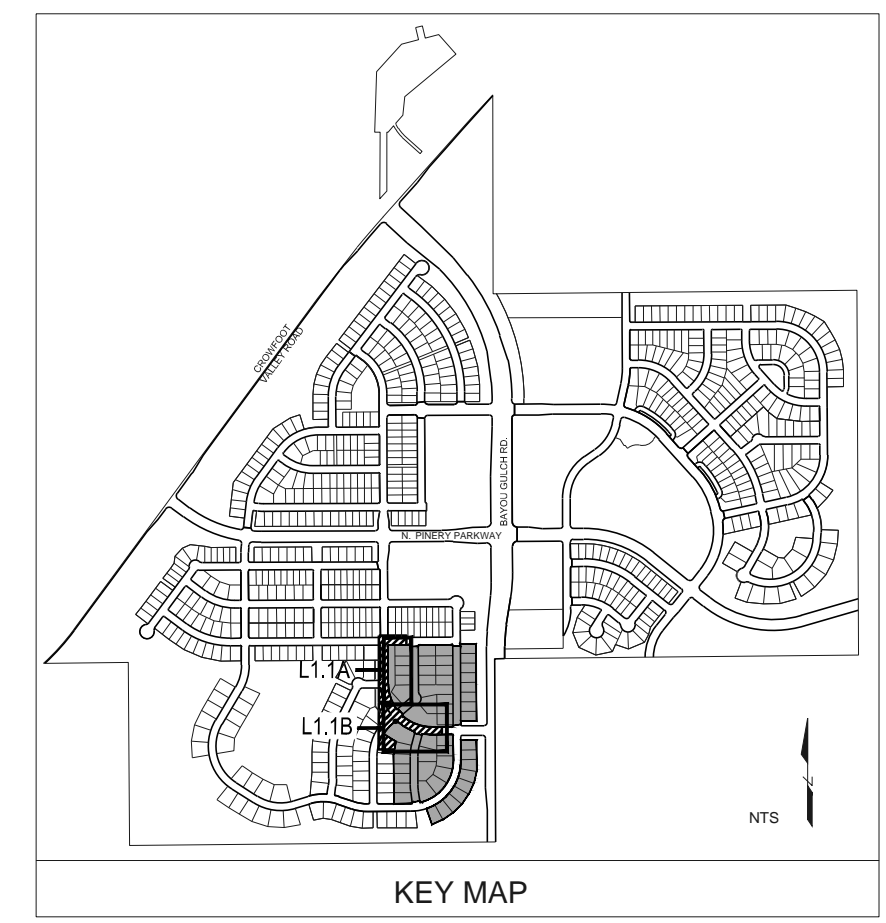 CROWFOOT
VALLEY ROAD
BAYOU GULCH RD.
N. PINERY PARKWAY
L1.1A
L1.1B
NTS
KEY MAP